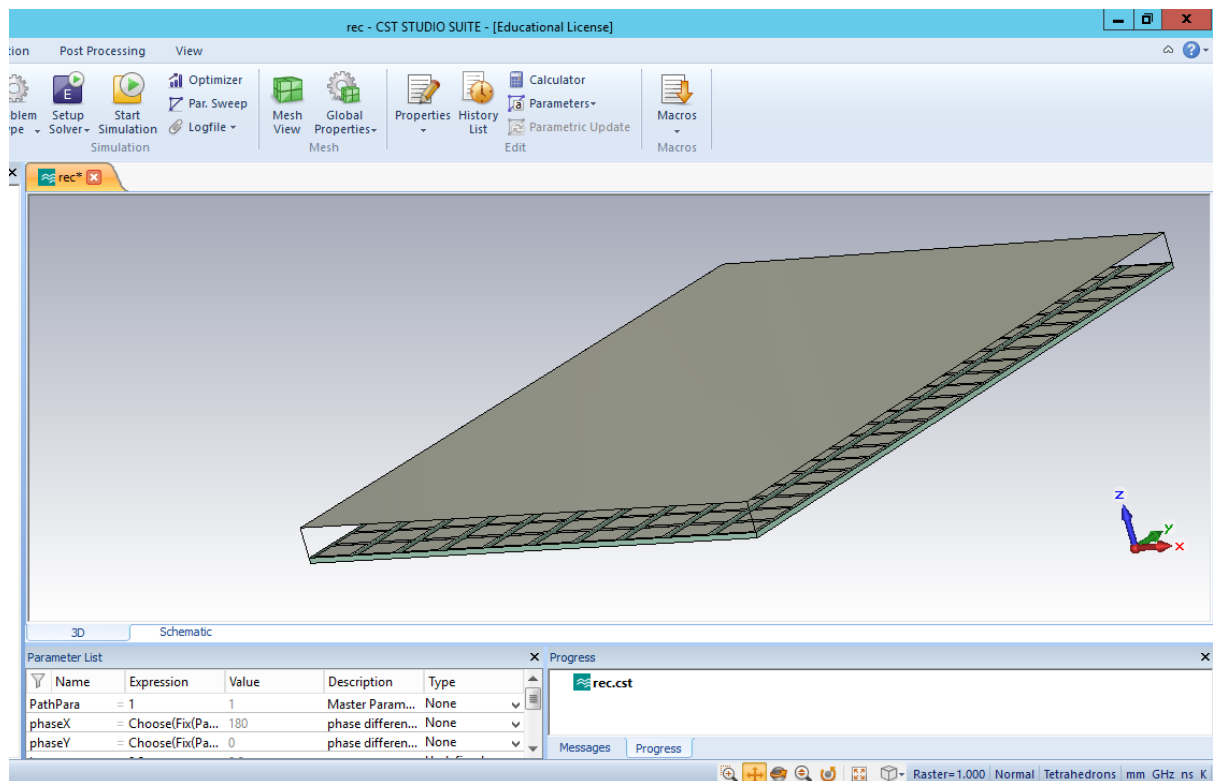 rec - CST STUDIO SUITE - [Educational License]
tion Post Processing View
Optimizer
Par. Sweep
Logfile
blem
ype
Setup
Solver
Start
Simulation
Simulation
Mesh
View
Global
Properties
Mesh
Properties
History
List
Calculator
Parameters
Parametric Update
Edit
Macros
Macros
rec*
z
y
x
3D Schematic
Parameter List
Name Expression Value Description Type
PathPara = 1 1 Master Param... None
phaseX = Choose(Fix(Pa... 180 phase differen... None
phaseY = Choose(Fix(Pa... 0 phase differen... None
Progress
rec.cst
Messages Progress
Raster=1.000 Normal Tetrahedrons mm GHz ns K